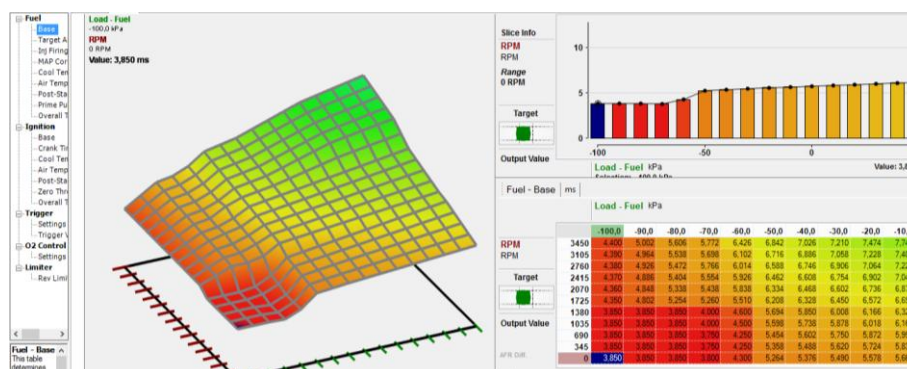 Fuel
Base
Target A
Inj Firing
MAP Cor
Cool Ten
Air Temp
Post-Sta
Prime Pu
Overall T
Ignition
Base
Crank Tir
Cool Ten
Air Temp
Post-Sta
Zero Thr
Overall T
Trigger
Settings
Trigger V
O2 Control
Settings
Limiter
Rev Limi
Fuel - Base
This table
determines
Load - Fuel
-100,0 kPa
RPM
0 RPM
Value: 3,850 ms
Slice Info
RPM
RPM
Range
0 RPM
Target
Output Value
10
5
0
-100
-50
0
Load - Fuel kPa
Value: 3,8
Fuel - Base ms
Load - Fuel kPa
RPM
RPM
Target
Output Value
AFR DIR.
-100,0 -90,0 -80,0 -70,0 -60,0 -50,0 -40,0 -30,0 -20,0 -10,
3450 4,400 5,002 5,606 5,772 6,426 6,842 7,026 7,210 7,474
3105 4,390 4,964 5,538 5,698 6,102 6,716 6,886 7,058 7,228
2760 4,380 4,926 5,472 5,766 6,014 6,588 6,746 6,906 7,064
2415 4,370 4,886 5,404 5,554 5,926 6,462 6,608 6,754 6,902
2070 4,360 4,848 5,338 5,438 5,838 6,334 6,468 6,602 6,736
1725 4,350 4,802 5,254 5,260 5,510 6,208 6,328 6,450 6,572
1380 3,850 3,850 3,850 4,000 4,600 5,694 5,850 6,008 6,166
1035 3,850 3,850 3,850 4,000 4,500 5,598 5,738 5,878 6,018
690 3,850 3,850 3,850 3,750 4,250 5,454 5,602 5,750 5,872
345 3,850 3,850 3,850 3,750 4,250 5,358 5,488 5,620 5,724
0 3,850 3,850 3,850 3,800 4,300 5,264 5,376 5,490 5,578